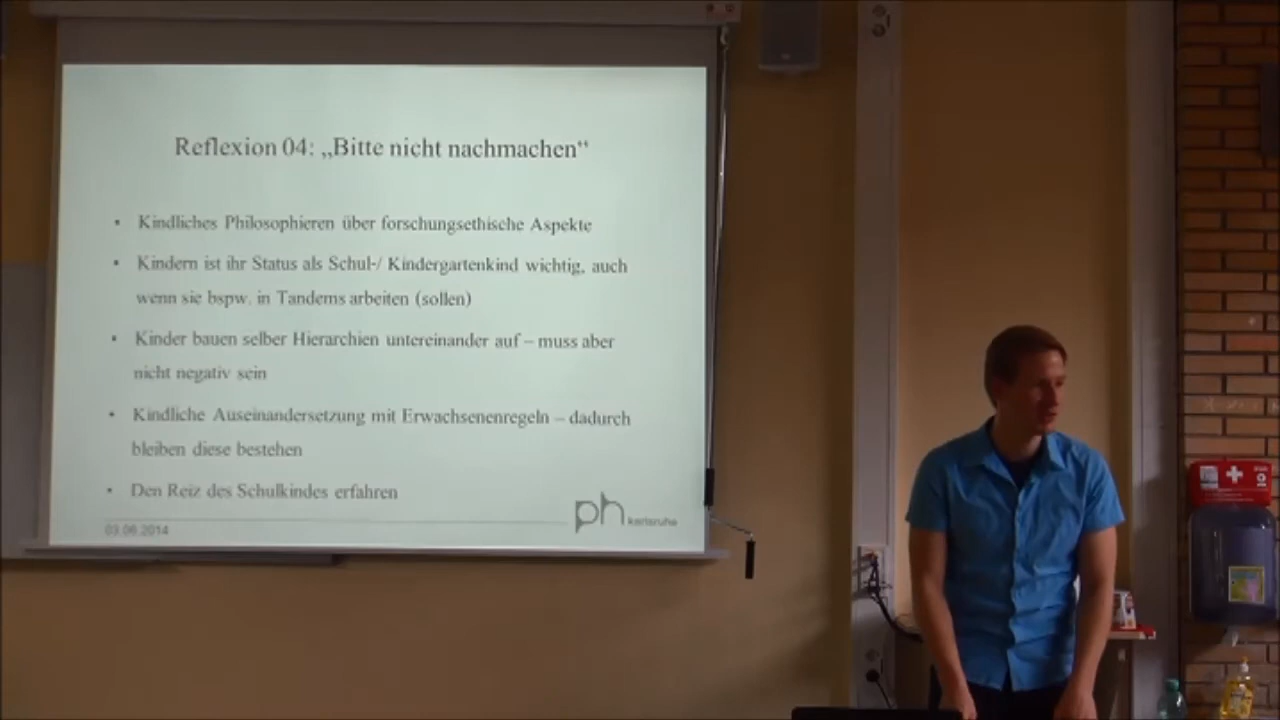 Reflexion 04: „Bitte nicht nachmachen“
• Kindliches Philosophieren über forschungsethische Aspekte
• Kindern ist ihr Status als Schul-/ Kindergartenkind wichtig, auch
wenn sie bspw. in Tandems arbeiten (sollen)
• Kinder bauen selber Hierarchien untereinander auf – muss aber
nicht negativ sein
• Kindliche Auseinandersetzung mit Erwachsenenregeln – dadurch
bleiben diese bestehen
• Den Reiz des Schulkindes erfahren
03.06.2014
ph karlsruhe